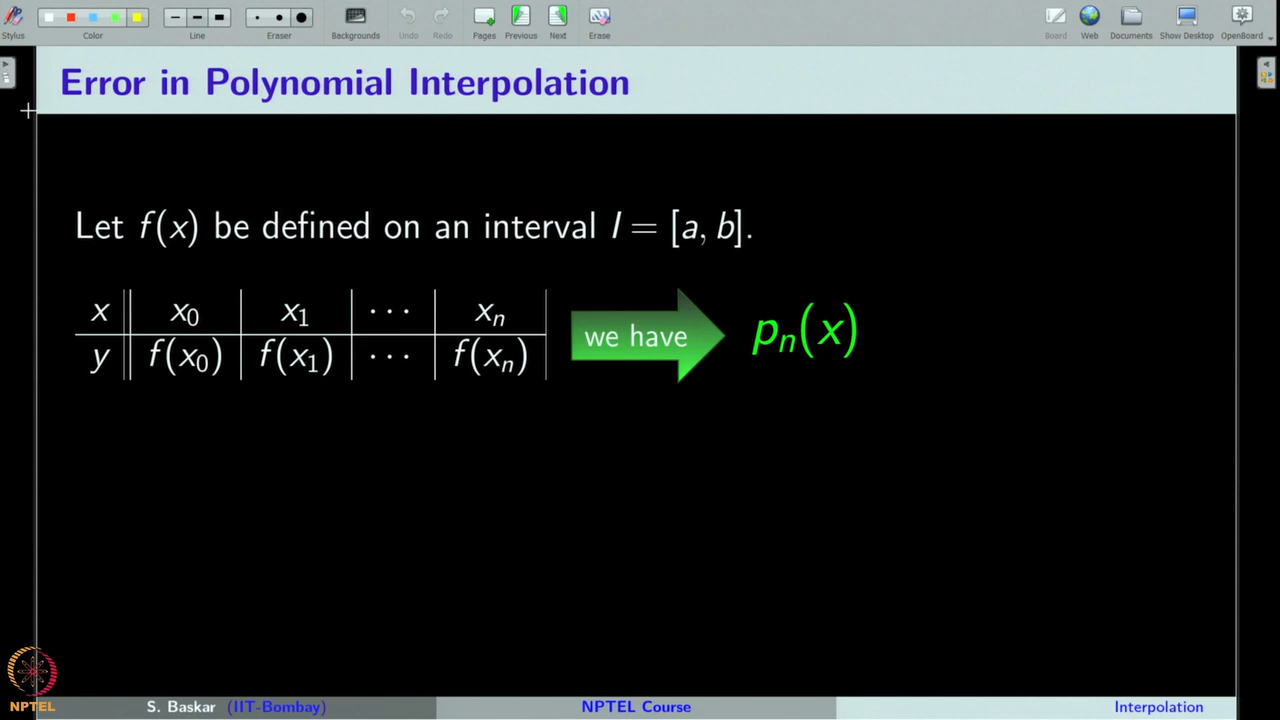 Stylus Color Line Eraser Backgrounds Undo Redo Pages Previous Next Erase Board Web Documents Show Desktop OpenBoard
Error in Polynomial Interpolation
Let f(x) be defined on an interval I = [a, b].
x x₀ x₁ ⋯ xₙ
y f(x₀) f(x₁) ⋯ f(xₙ)
we have
pₙ(x)
NPTEL
S. Baskar (IIT-Bombay) NPTEL Course Interpolation